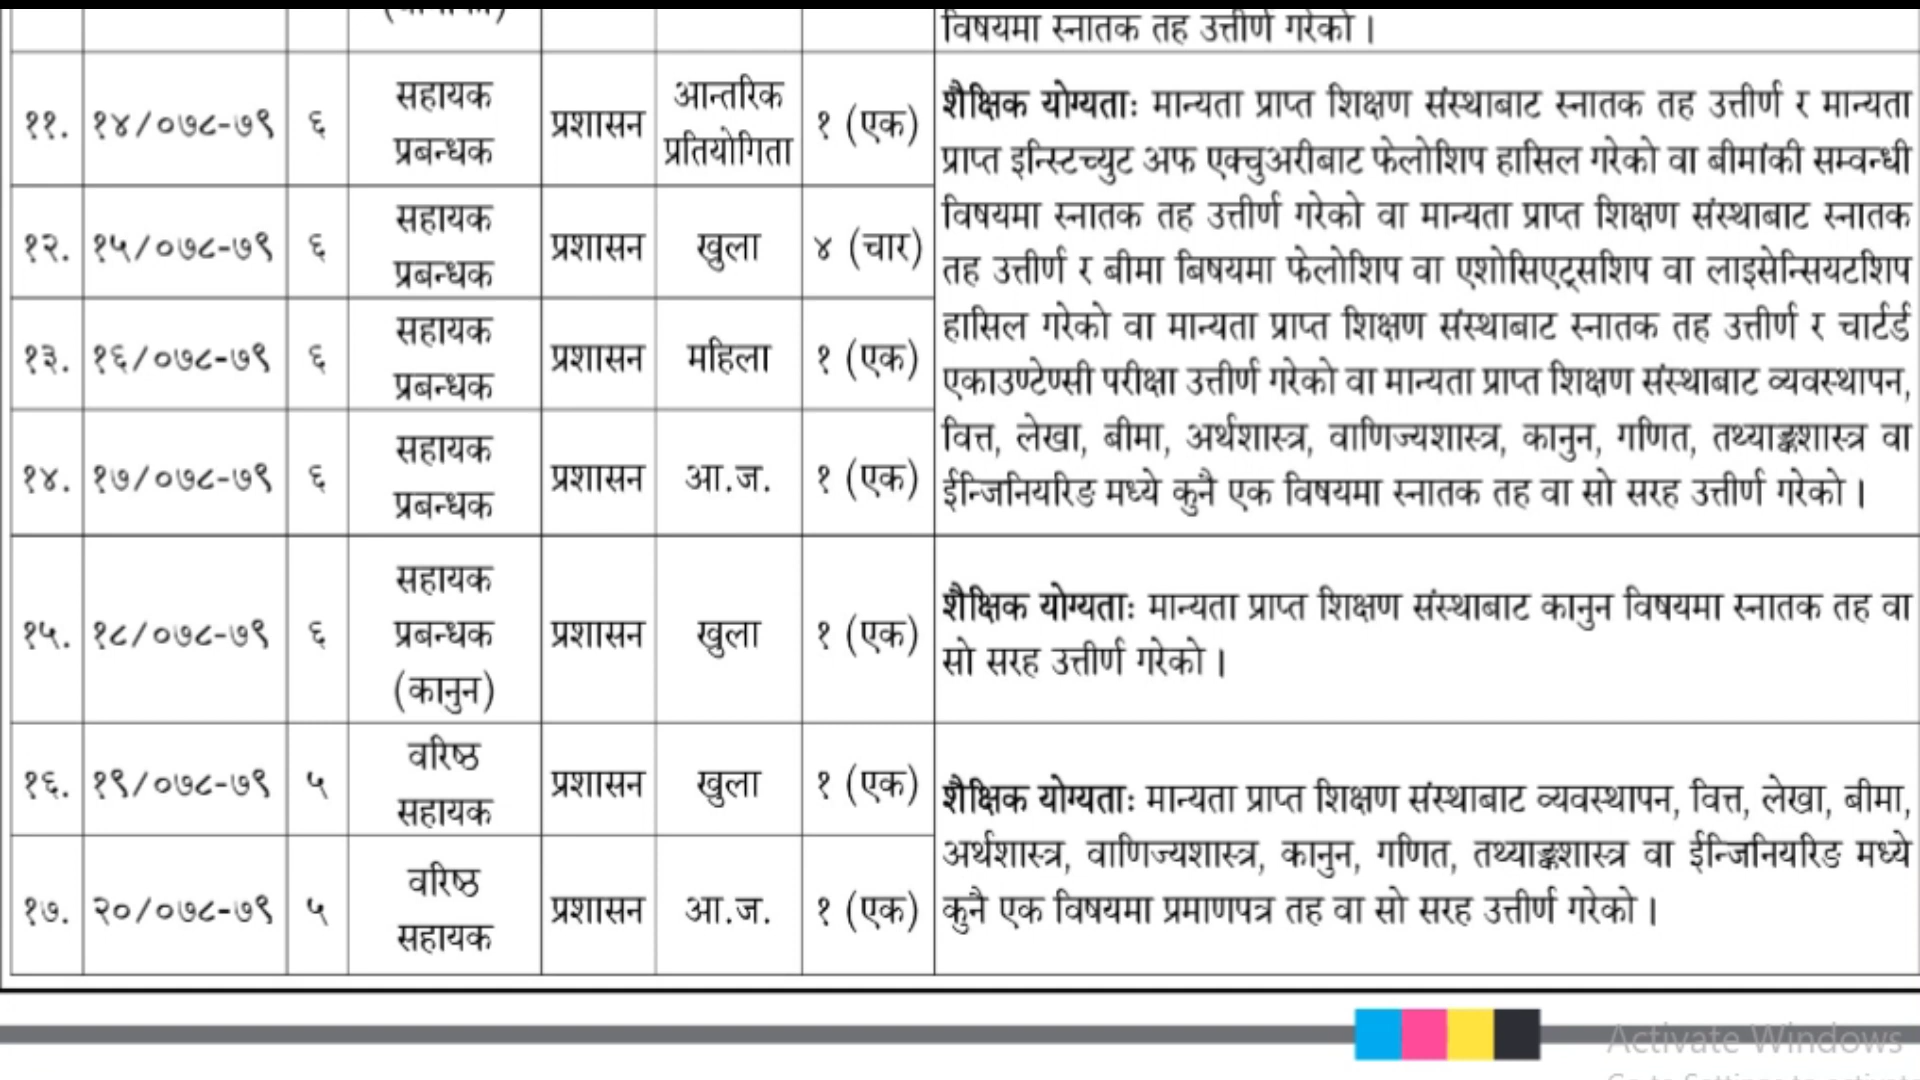 विषयमा स्नातक तह उत्तीर्ण गरेको ।
११. १४/०७८-७९ ६ सहायक प्रबन्धक प्रशासन आन्तरिक प्रतियोगिता १ (एक)
१२. १५/०७८-७९ ६ सहायक प्रबन्धक प्रशासन खुला ४ (चार)
१३. १६/०७८-७९ ६ सहायक प्रबन्धक प्रशासन महिला १ (एक)
१४. १७/०७८-७९ ६ सहायक प्रबन्धक प्रशासन आ.ज. १ (एक)
शैक्षिक योग्यताः मान्यता प्राप्त शिक्षण संस्थाबाट स्नातक तह उत्तीर्ण र मान्यता
प्राप्त इन्स्टिच्युट अफ एक्चुअरीबाट फेलोशिप हासिल गरेको वा बीमांकी सम्वन्धी
विषयमा स्नातक तह उत्तीर्ण गरेको वा मान्यता प्राप्त शिक्षण संस्थाबाट स्नातक
तह उत्तीर्ण र बीमा बिषयमा फेलोशिप वा एशोसिएट्सशिप वा लाइसेन्सियटशिप
हासिल गरेको वा मान्यता प्राप्त शिक्षण संस्थाबाट स्नातक तह उत्तीर्ण र चार्टर्ड
एकाउण्टेण्सी परीक्षा उत्तीर्ण गरेको वा मान्यता प्राप्त शिक्षण संस्थाबाट व्यवस्थापन,
वित्त, लेखा, बीमा, अर्थशास्त्र, वाणिज्यशास्त्र, कानुन, गणित, तथ्याङ्कशास्त्र वा
ईन्जिनियरिङ मध्ये कुनै एक विषयमा स्नातक तह वा सो सरह उत्तीर्ण गरेको ।
१५. १८/०७८-७९ ६ सहायक प्रबन्धक (कानुन) प्रशासन खुला १ (एक)
शैक्षिक योग्यताः मान्यता प्राप्त शिक्षण संस्थाबाट कानुन विषयमा स्नातक तह वा
सो सरह उत्तीर्ण गरेको ।
१६. १९/०७८-७९ ५ वरिष्ठ सहायक प्रशासन खुला १ (एक)
१७. २०/०७८-७९ ५ वरिष्ठ सहायक प्रशासन आ.ज. १ (एक)
शैक्षिक योग्यताः मान्यता प्राप्त शिक्षण संस्थाबाट व्यवस्थापन, वित्त, लेखा, बीमा,
अर्थशास्त्र, वाणिज्यशास्त्र, कानुन, गणित, तथ्याङ्कशास्त्र वा ईन्जिनियरिङ मध्ये
कुनै एक विषयमा प्रमाणपत्र तह वा सो सरह उत्तीर्ण गरेको ।
Activate Windows